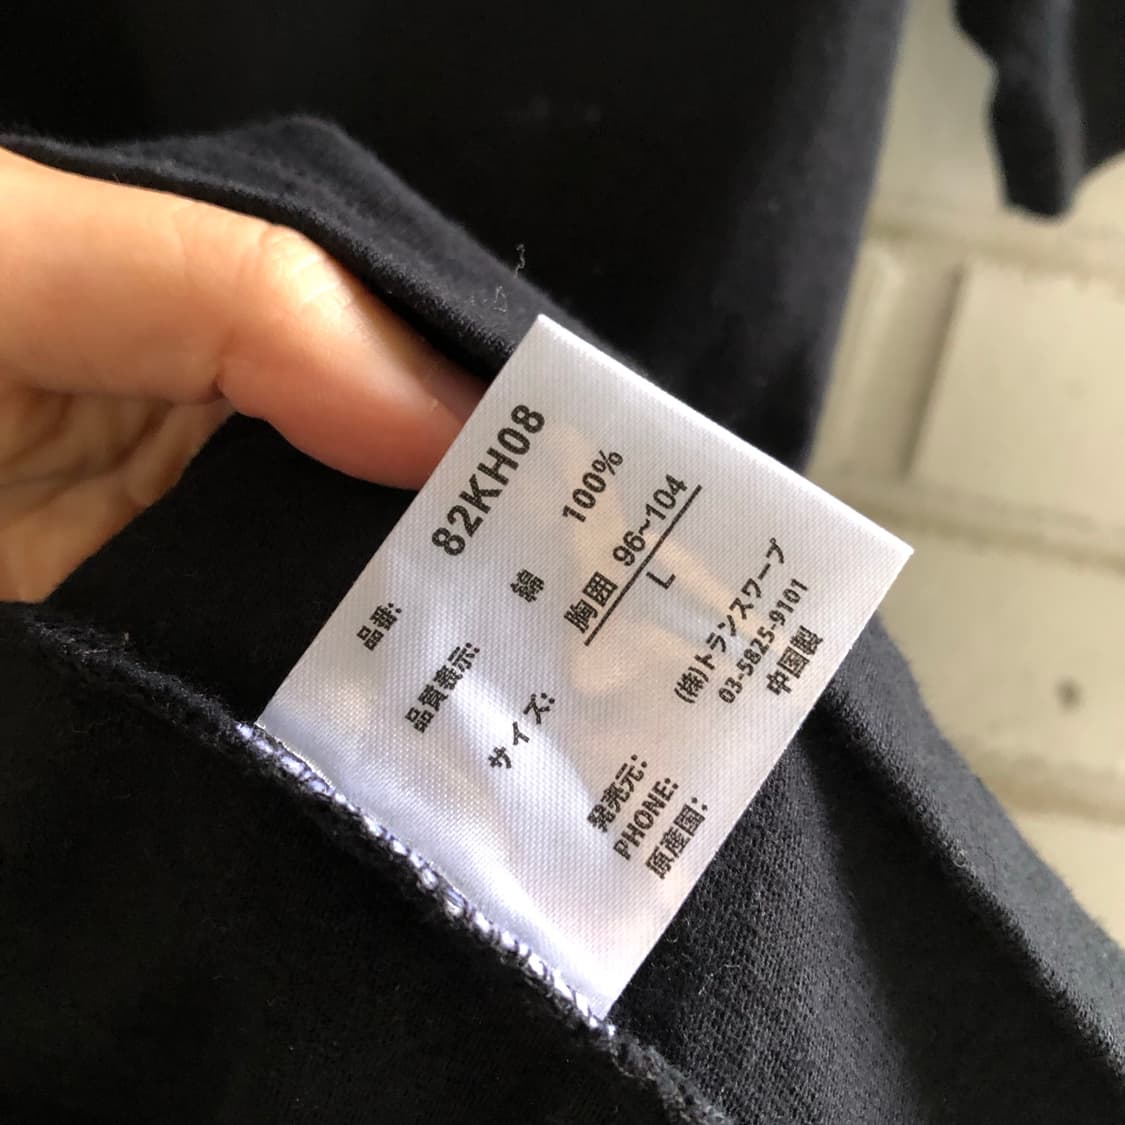 品番: 82KH08
品質表示: 綿 100%
サイズ: 胸囲 96~104
L
発売元: (株)トランスワープ
PHONE: 03-5825-9101
原産国: 中国製